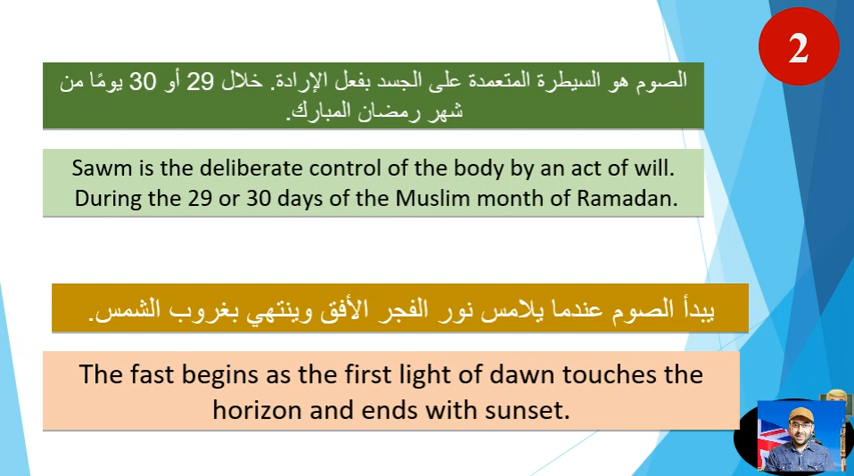 2
الصوم هو السيطرة المتعمدة على الجسد بفعل الإرادة. خلال 29 أو 30 يومًا من
شهر رمضان المبارك.
Sawm is the deliberate control of the body by an act of will.
During the 29 or 30 days of the Muslim month of Ramadan.
يبدأ الصوم عندما يلامس نور الفجر الأفق وينتهي بغروب الشمس.
The fast begins as the first light of dawn touches the
horizon and ends with sunset.